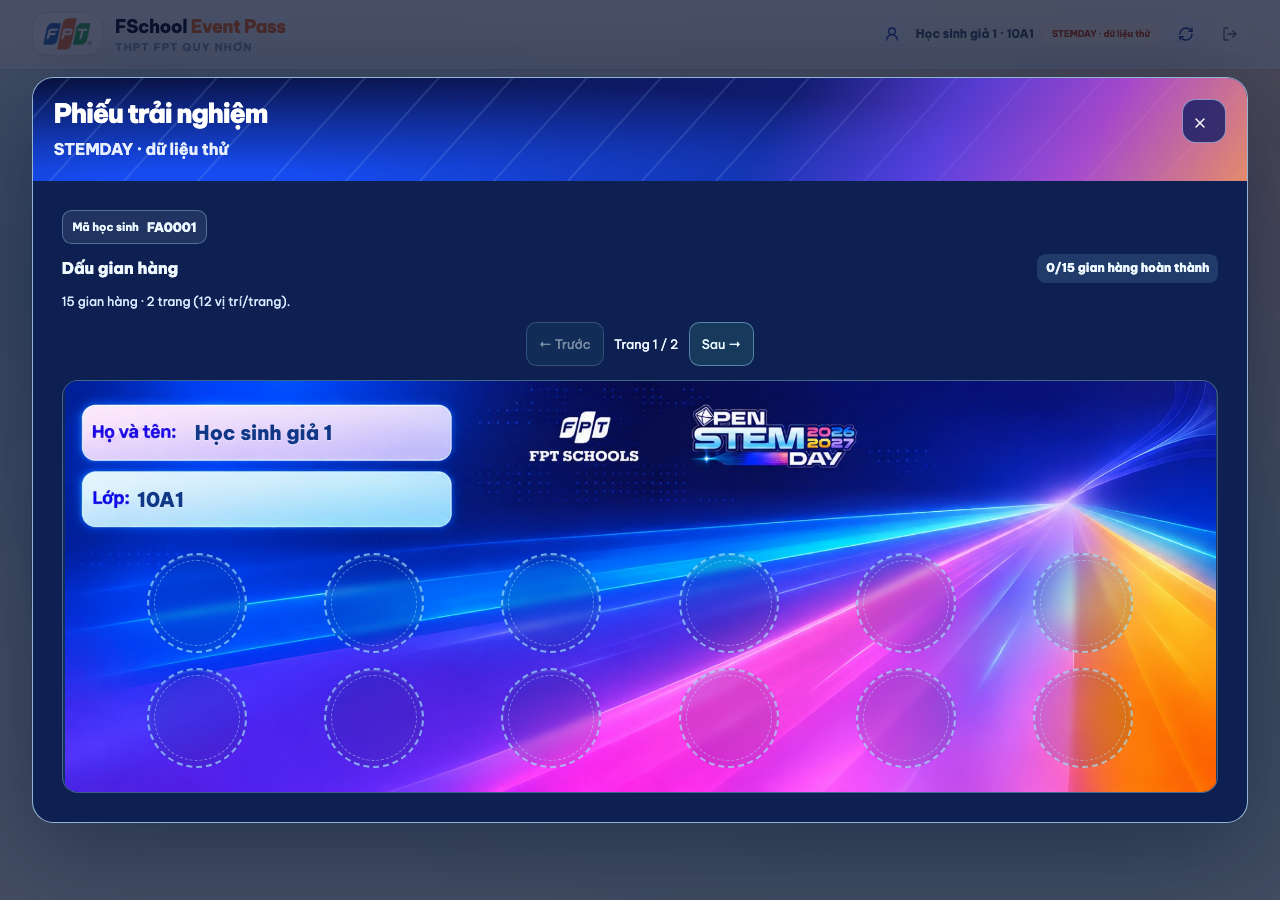 FPT
FSchool Event Pass
THPT FPT QUY NHƠN
Học sinh giả 1 · 10A1
STEMDAY · dữ liệu thử
Phiếu trải nghiệm
STEMDAY · dữ liệu thử
×
Mã học sinh FA0001
Dấu gian hàng
0/15 gian hàng hoàn thành
15 gian hàng · 2 trang (12 vị trí/trang).
← Trước
Trang 1 / 2
Sau →
Họ và tên: Học sinh giả 1
Lớp: 10A1
FPT
FPT SCHOOLS
OPEN
STEM 2026
2027
DAY